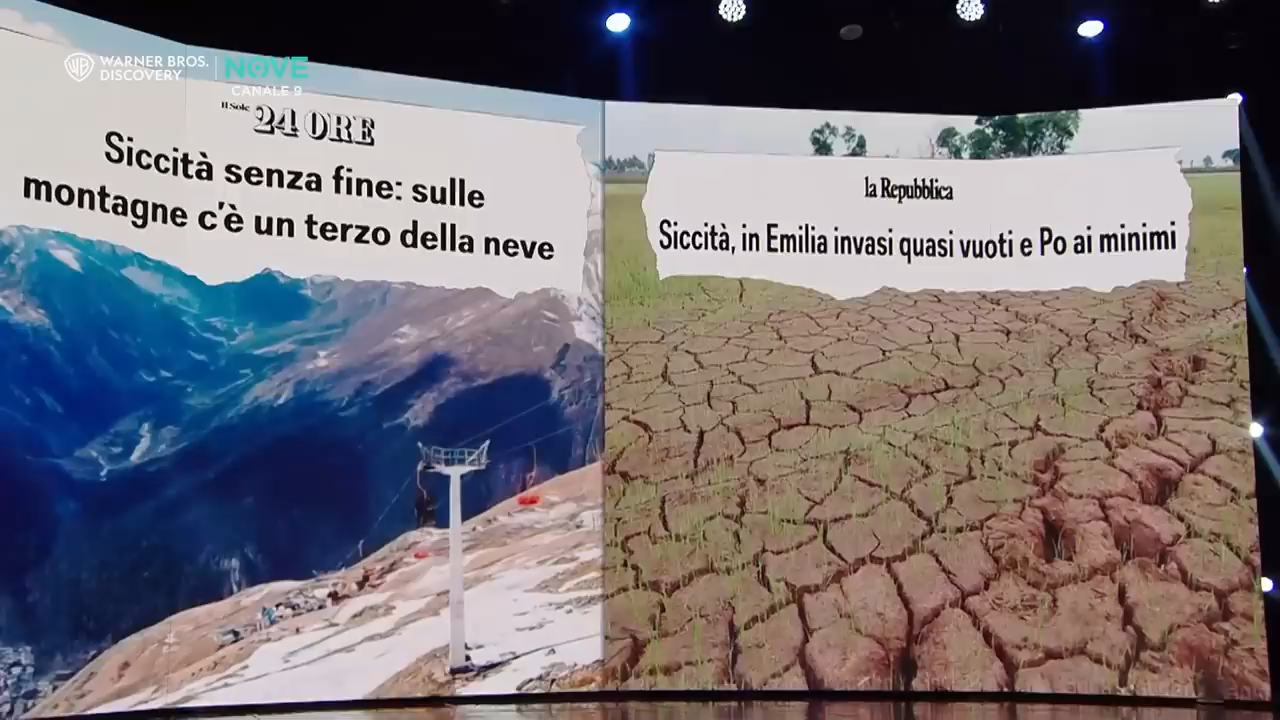 WARNER BROS.
DISCOVERY
NOVE
CANALE 9
Il Sole
24 ORE
Siccità senza fine: sulle
montagne c'è un terzo della neve
la Repubblica
Siccità, in Emilia invasi quasi vuoti e Po ai minimi